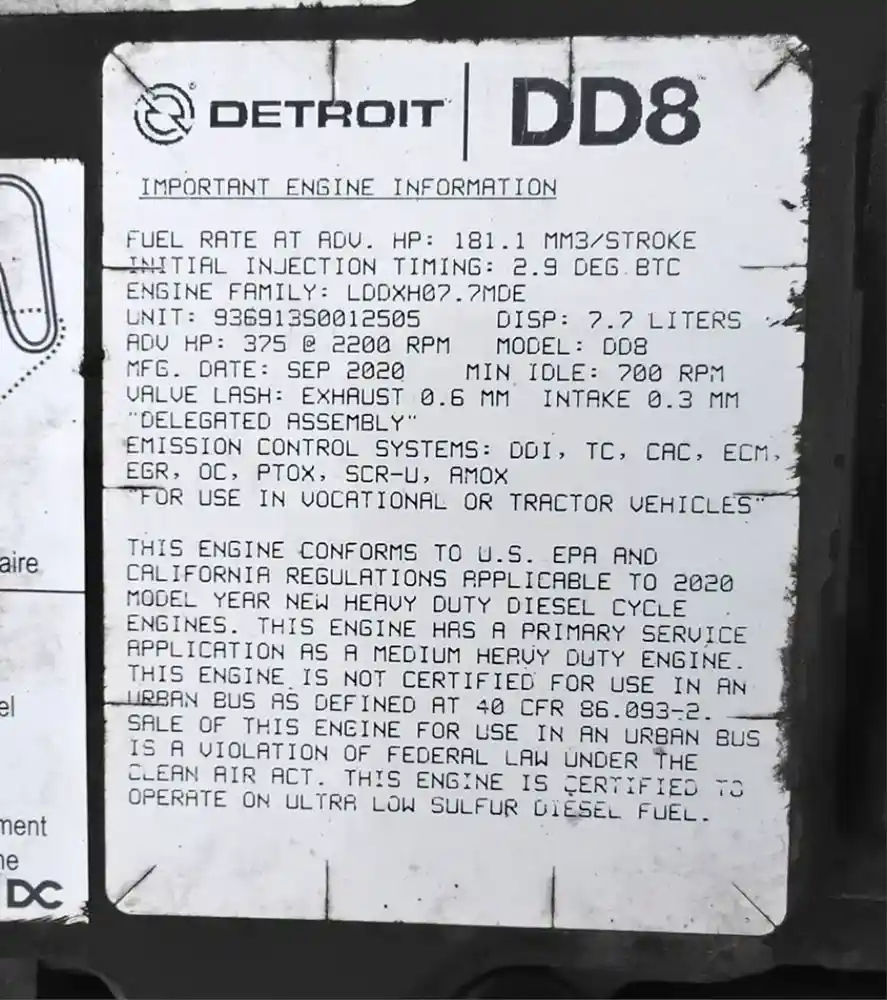 DETROIT DD8
IMPORTANT ENGINE INFORMATION
FUEL RATE AT ADV. HP: 181.1 MM3/STROKE
INITIAL INJECTION TIMING: 2.9 DEG.BTC
ENGINE FAMILY: LDDXH07.7MDE
UNIT: 936913S0012505 DISP: 7.7 LITERS
ADV HP: 375 @ 2200 RPM MODEL: DD8
MFG. DATE: SEP 2020 MIN IDLE: 700 RPM
VALVE LASH: EXHAUST 0.6 MM INTAKE 0.3 MM
"DELEGATED ASSEMBLY"
EMISSION CONTROL SYSTEMS: DDI, TC, CAC, ECM,
EGR, OC, PTOX, SCR-U, AMOX
"FOR USE IN VOCATIONAL OR TRACTOR VEHICLES"
THIS ENGINE CONFORMS TO U.S. EPA AND
CALIFORNIA REGULATIONS APPLICABLE TO 2020
MODEL YEAR NEW HEAVY DUTY DIESEL CYCLE
ENGINES. THIS ENGINE HAS A PRIMARY SERVICE
APPLICATION AS A MEDIUM HEAVY DUTY ENGINE.
THIS ENGINE IS NOT CERTIFIED FOR USE IN AN
URBAN BUS AS DEFINED AT 40 CFR 86.093-2.
SALE OF THIS ENGINE FOR USE IN AN URBAN BUS
IS A VIOLATION OF FEDERAL LAW UNDER THE
CLEAN AIR ACT. THIS ENGINE IS CERTIFIED TO
OPERATE ON ULTRA LOW SULFUR DIESEL FUEL.
aire
el
ment
ne
DC